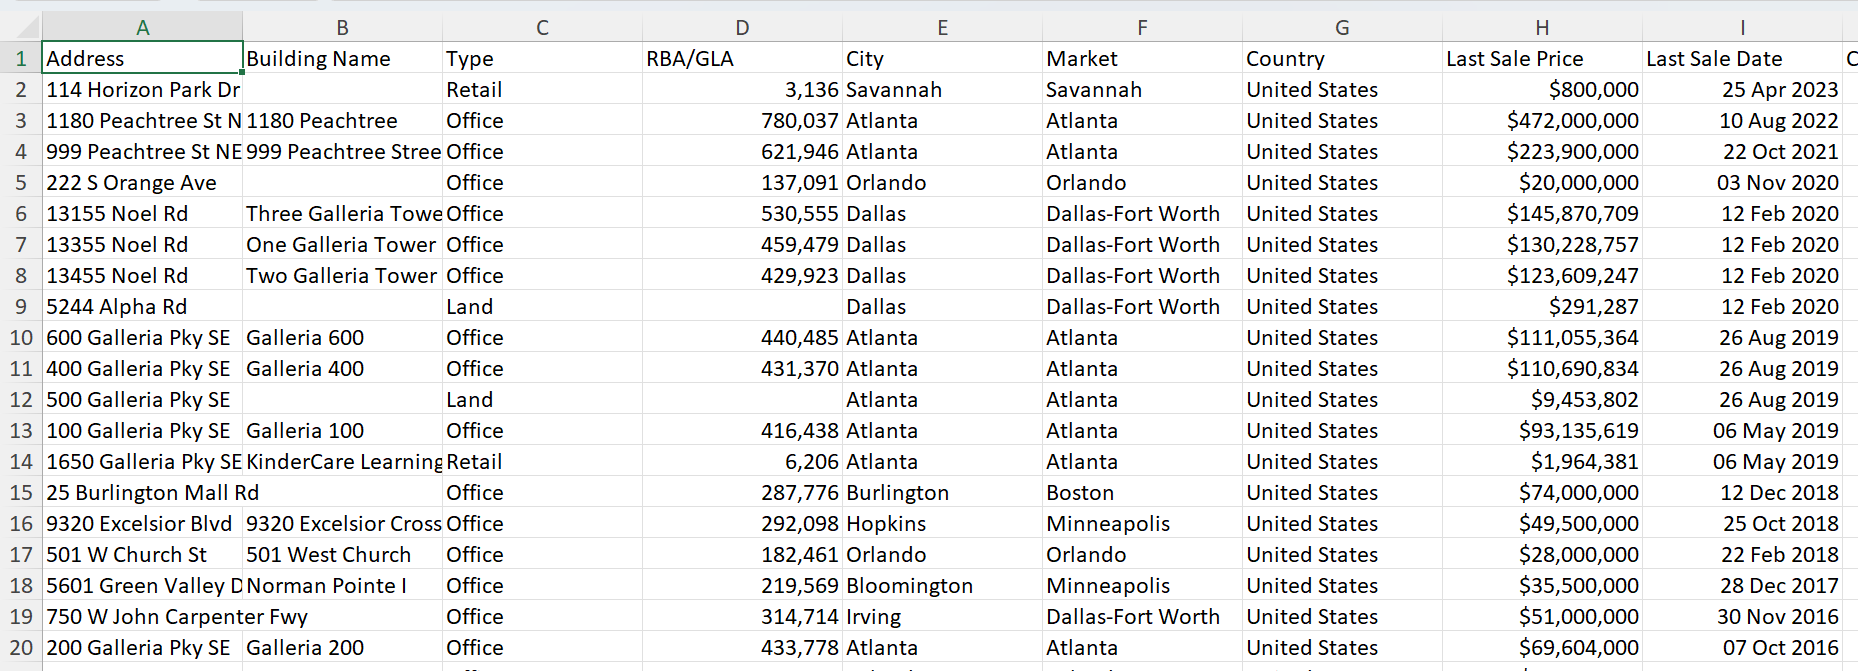 A B C D E F G H I
1 Address Building Name Type RBA/GLA City Market Country Last Sale Price Last Sale Date C
2 114 Horizon Park Dr Retail 3,136 Savannah Savannah United States $800,000 25 Apr 2023
3 1180 Peachtree St N 1180 Peachtree Office 780,037 Atlanta Atlanta United States $472,000,000 10 Aug 2022
4 999 Peachtree St NE 999 Peachtree Stree Office 621,946 Atlanta Atlanta United States $223,900,000 22 Oct 2021
5 222 S Orange Ave Office 137,091 Orlando Orlando United States $20,000,000 03 Nov 2020
6 13155 Noel Rd Three Galleria Towe Office 530,555 Dallas Dallas-Fort Worth United States $145,870,709 12 Feb 2020
7 13355 Noel Rd One Galleria Tower Office 459,479 Dallas Dallas-Fort Worth United States $130,228,757 12 Feb 2020
8 13455 Noel Rd Two Galleria Tower Office 429,923 Dallas Dallas-Fort Worth United States $123,609,247 12 Feb 2020
9 5244 Alpha Rd Land Dallas Dallas-Fort Worth United States $291,287 12 Feb 2020
10 600 Galleria Pky SE Galleria 600 Office 440,485 Atlanta Atlanta United States $111,055,364 26 Aug 2019
11 400 Galleria Pky SE Galleria 400 Office 431,370 Atlanta Atlanta United States $110,690,834 26 Aug 2019
12 500 Galleria Pky SE Land Atlanta Atlanta United States $9,453,802 26 Aug 2019
13 100 Galleria Pky SE Galleria 100 Office 416,438 Atlanta Atlanta United States $93,135,619 06 May 2019
14 1650 Galleria Pky SE KinderCare Learning Retail 6,206 Atlanta Atlanta United States $1,964,381 06 May 2019
15 25 Burlington Mall Rd Office 287,776 Burlington Boston United States $74,000,000 12 Dec 2018
16 9320 Excelsior Blvd 9320 Excelsior Cross Office 292,098 Hopkins Minneapolis United States $49,500,000 25 Oct 2018
17 501 W Church St 501 West Church Office 182,461 Orlando Orlando United States $28,000,000 22 Feb 2018
18 5601 Green Valley D Norman Pointe I Office 219,569 Bloomington Minneapolis United States $35,500,000 28 Dec 2017
19 750 W John Carpenter Fwy Office 314,714 Irving Dallas-Fort Worth United States $51,000,000 30 Nov 2016
20 200 Galleria Pky SE Galleria 200 Office 433,778 Atlanta Atlanta United States $69,604,000 07 Oct 2016